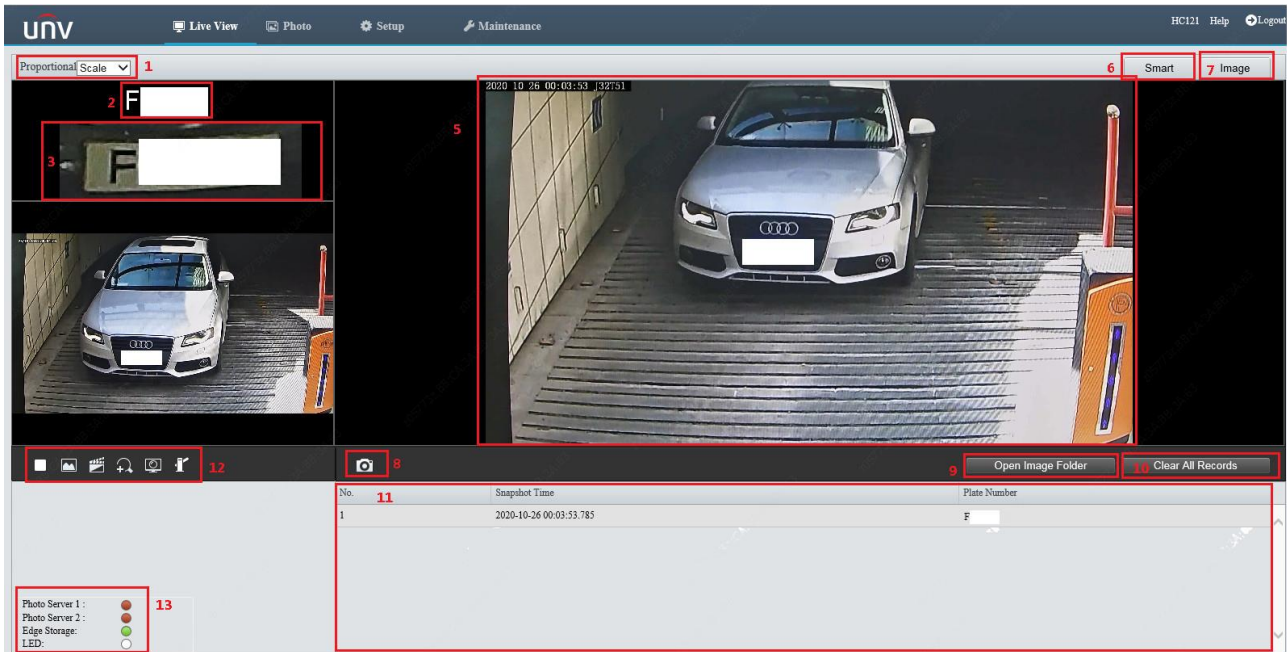 unv Live View Photo Setup Maintenance HC121 Help Logout
Proportional Scale 1 6 Smart 7 Image
2 F
3 F
5
2020 10 26 00:03:53 J32T51
12 8 9 Open Image Folder 10 Clear All Records
No. 11 Snapshot Time Plate Number
1 2020-10-26 00:03:53.785 F
Photo Server 1 : 13
Photo Server 2 :
Edge Storage:
LED: